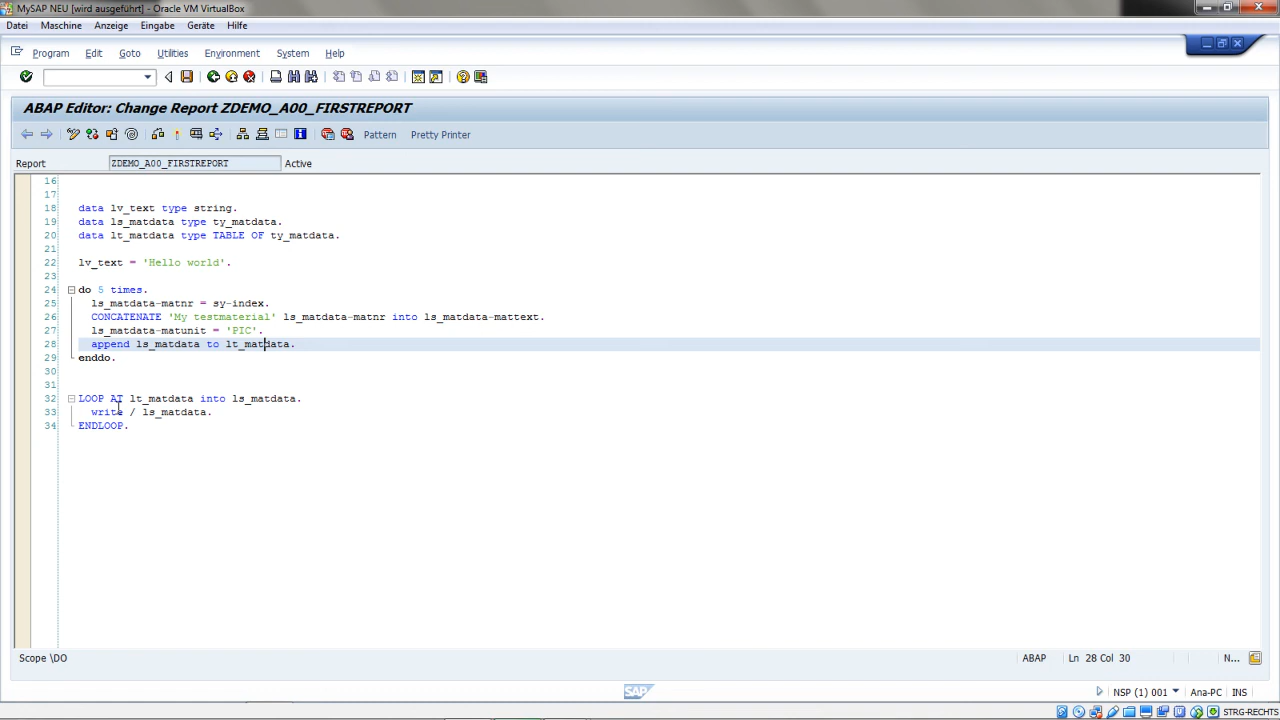 MySAP NEU [wird ausgeführt] - Oracle VM VirtualBox
Datei Maschine Anzeige Eingabe Geräte Hilfe
Program Edit Goto Utilities Environment System Help
ABAP Editor: Change Report ZDEMO_A00_FIRSTREPORT
Pattern Pretty Printer
Report ZDEMO_A00_FIRSTREPORT Active
16
17
18 data lv_text type string.
19 data ls_matdata type ty_matdata.
20 data lt_matdata type TABLE OF ty_matdata.
21
22 lv_text = 'Hello world'.
23
24 do 5 times.
25 ls_matdata-matnr = sy-index.
26 CONCATENATE 'My testmaterial' ls_matdata-matnr into ls_matdata-mattext.
27 ls_matdata-matunit = 'PIC'.
28 append ls_matdata to lt_matdata.
29 enddo.
30
31
32 LOOP AT lt_matdata into ls_matdata.
33 write / ls_matdata.
34 ENDLOOP.
Scope \DO ABAP Ln 28 Col 30 N...
SAP NSP (1) 001 Ana-PC INS
STRG-RECHTS